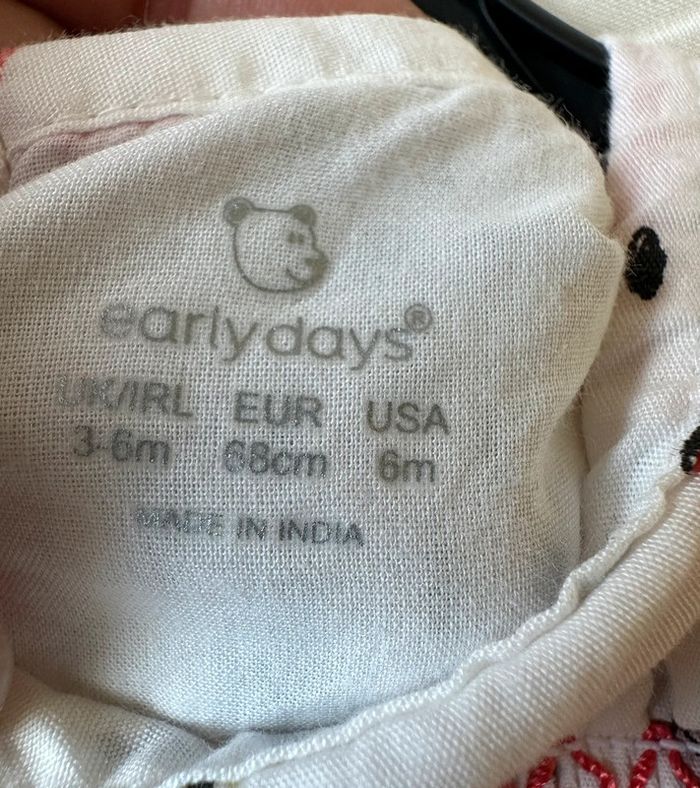 earlydays®
UK/IRL EUR USA
3-6m 68cm 6m
MADE IN INDIA